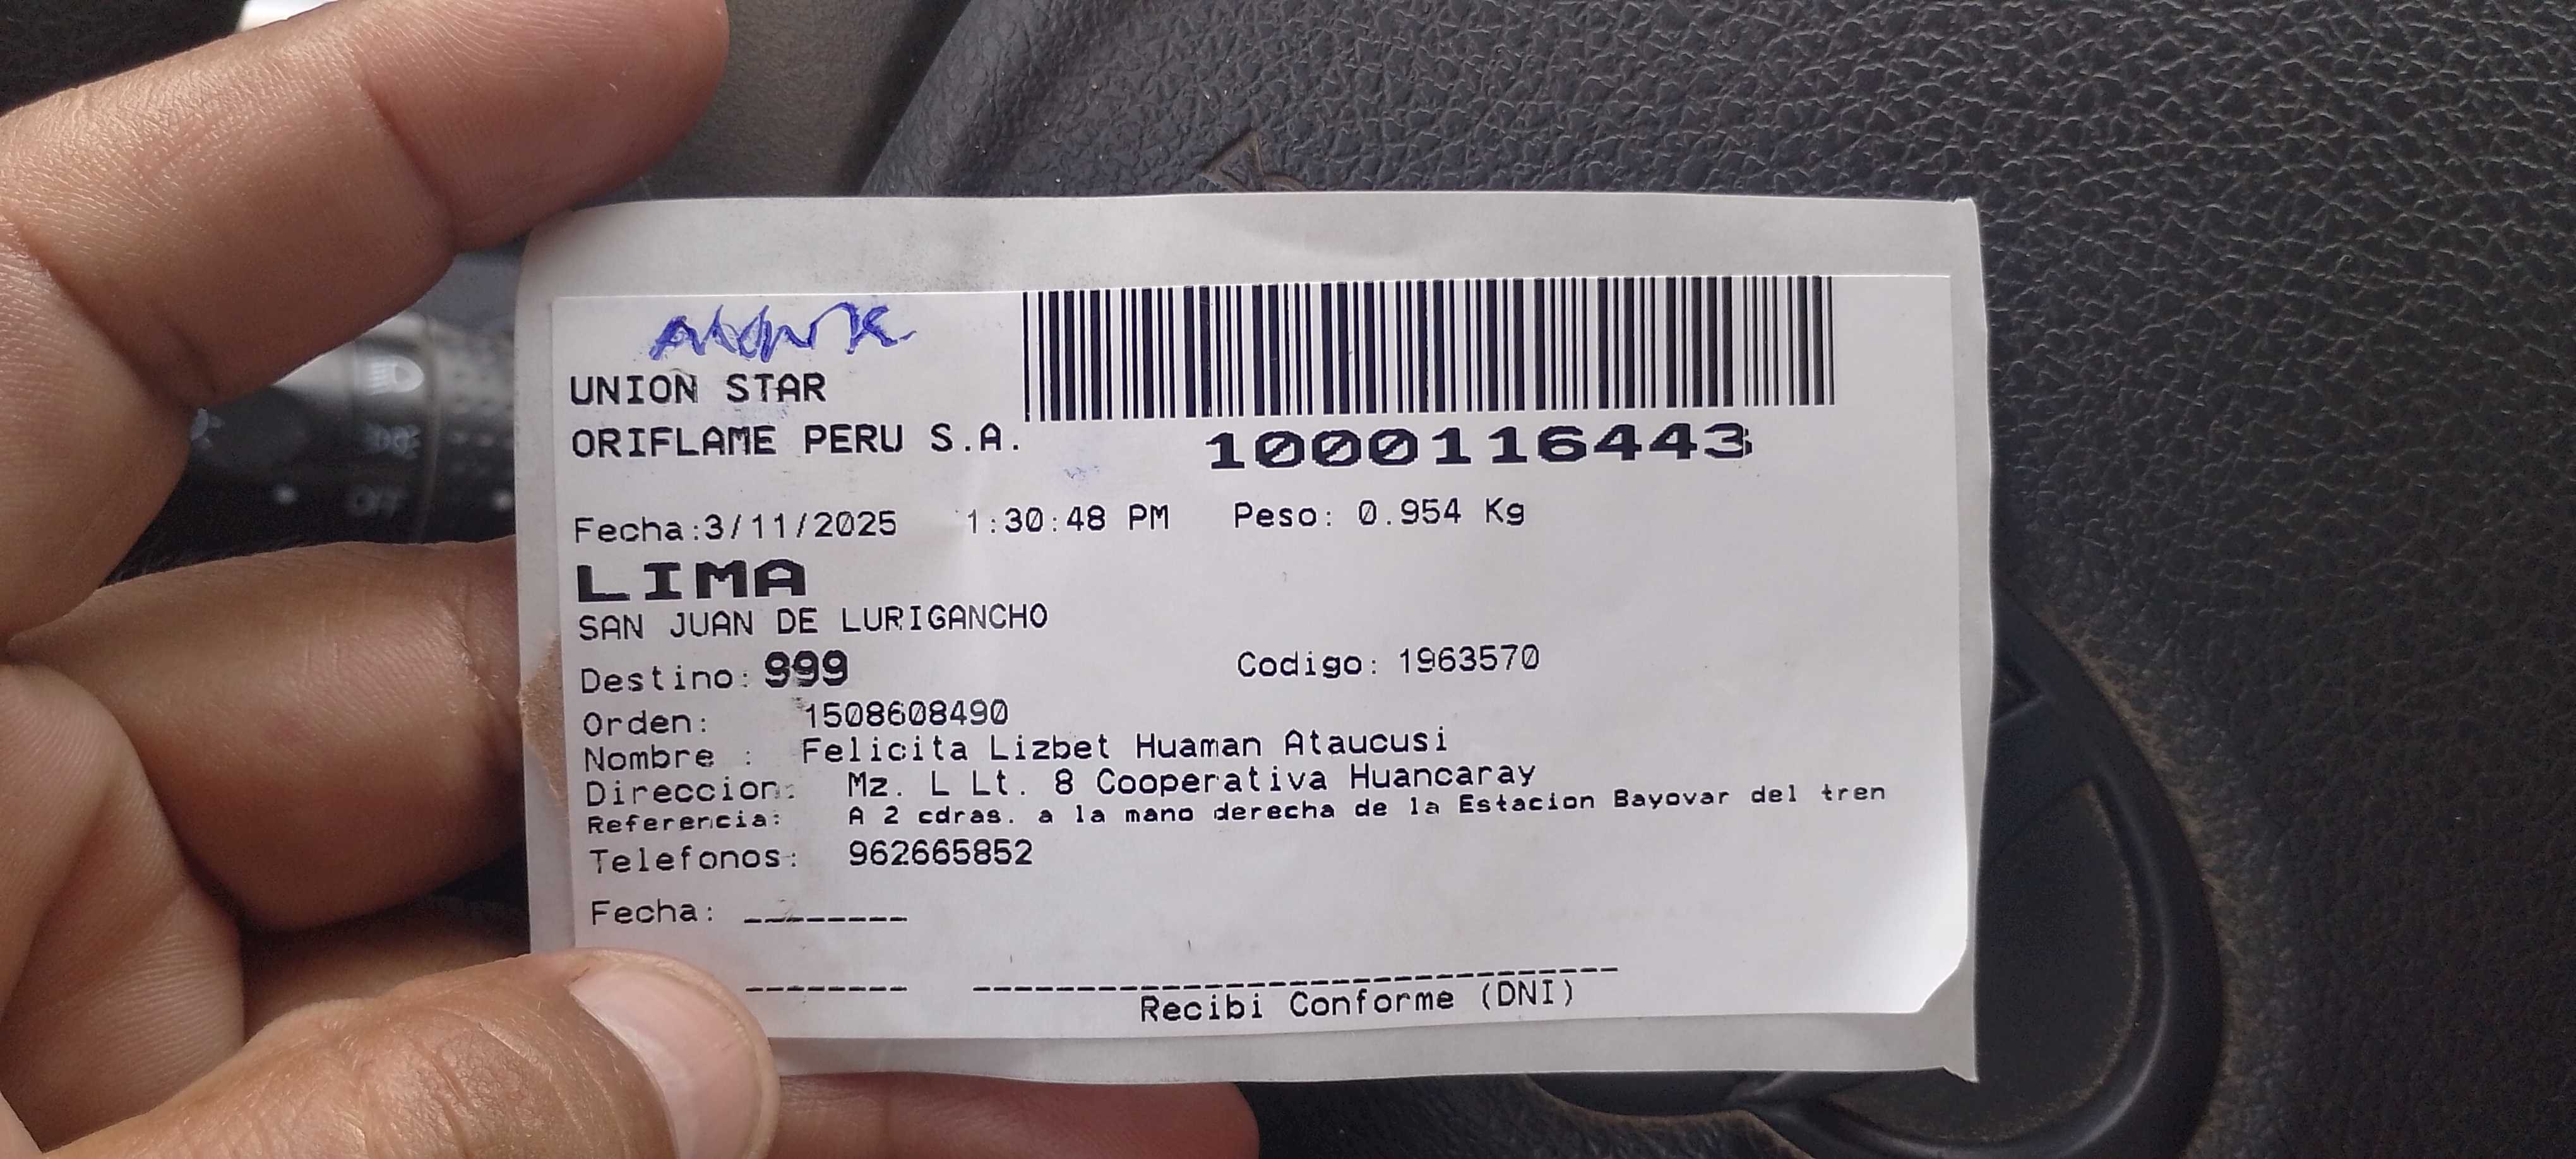 UNION STAR
ORIFLAME PERU S.A.
1000116443
Fecha:3/11/2025 1:30:48 PM Peso: 0.954 Kg
LIMA
SAN JUAN DE LURIGANCHO
Destino: 999 Codigo: 1963570
Orden: 1508608490
Nombre : Felicita Lizbet Huaman Ataucusi
Direccion: Mz. L Lt. 8 Cooperativa Huancaray
Referencia: A 2 cdras. a la mano derecha de la Estacion Bayovar del tren
Telefonos: 962665852
Fecha: ________
Recibi Conforme (DNI)
OFF